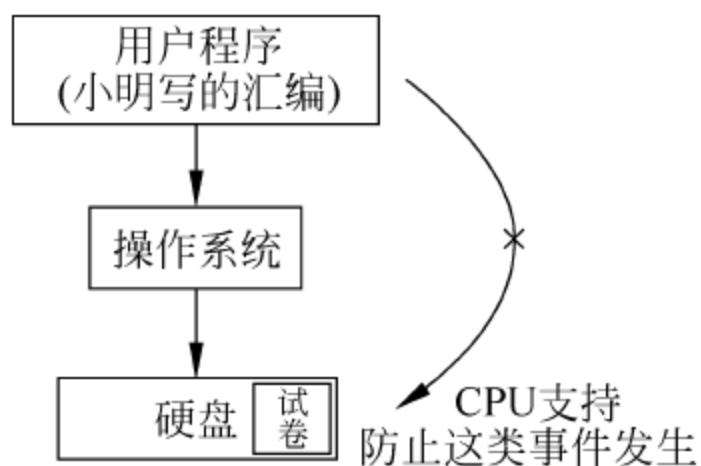 用户程序
(小明写的汇编)
操作系统
硬盘
试
卷
CPU支持
防止这类事件发生